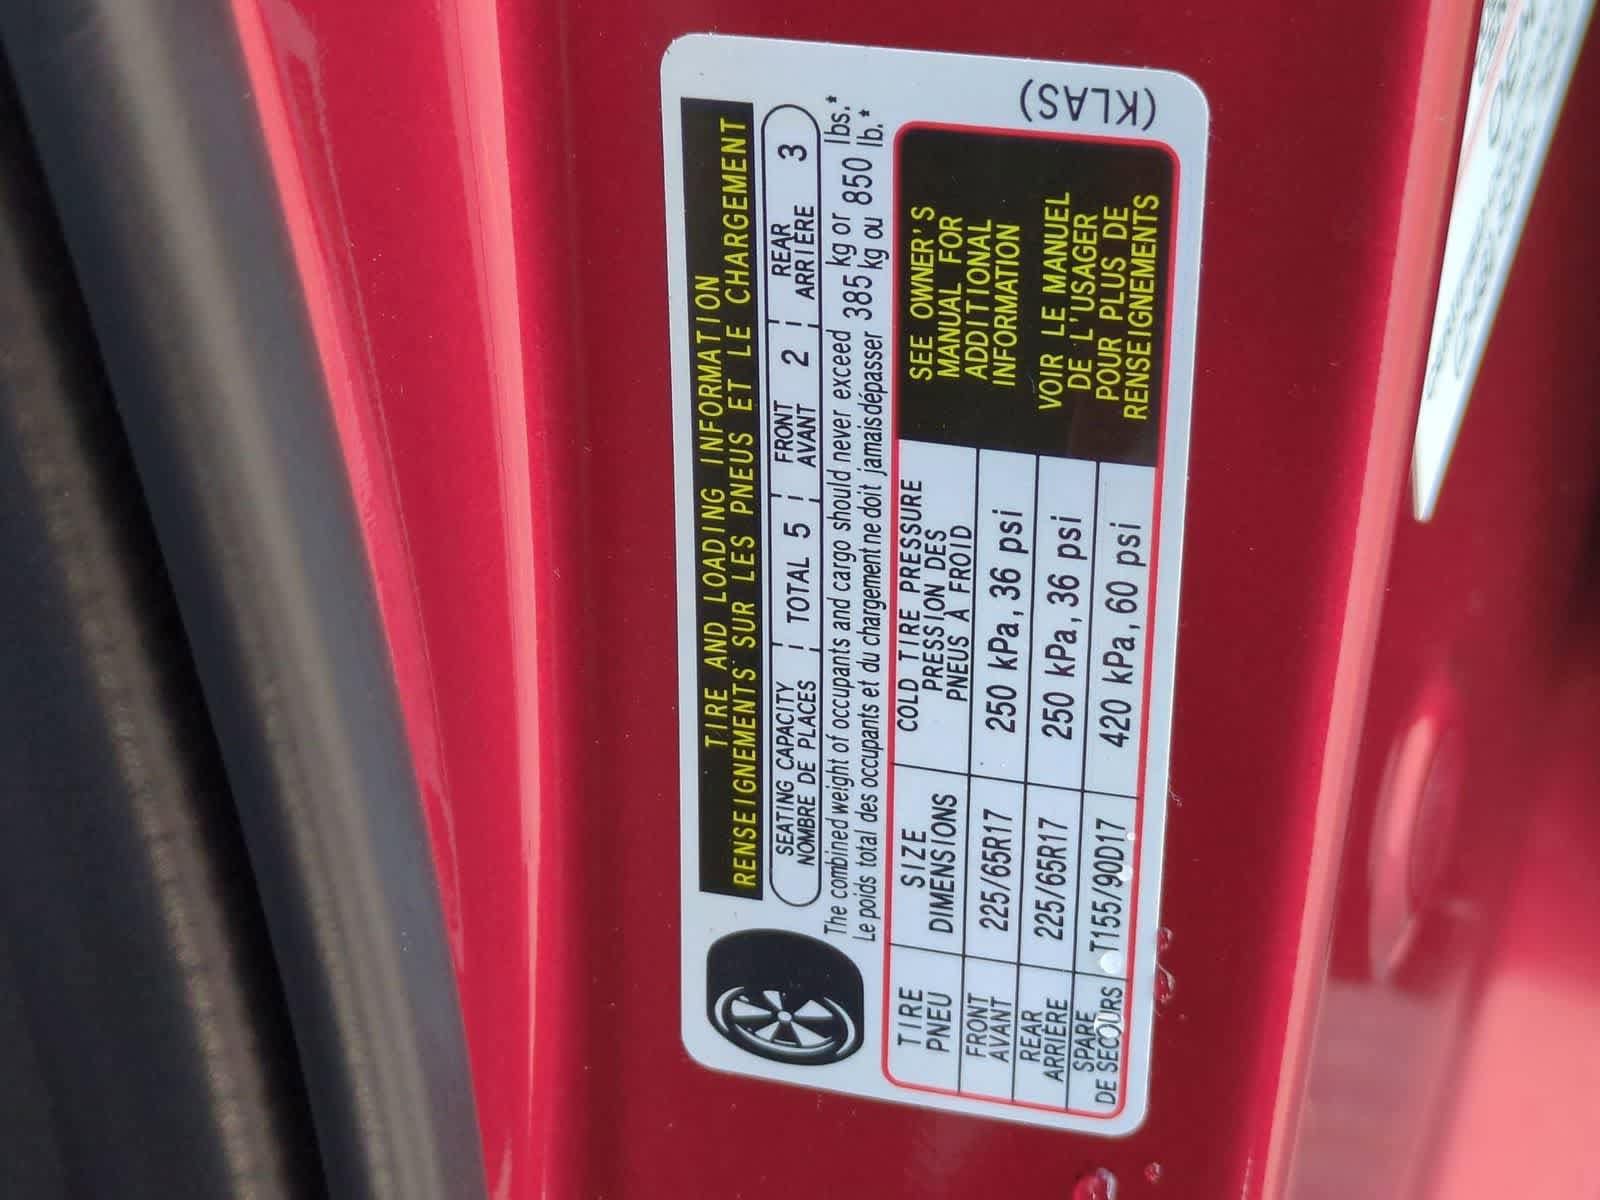 TIRE AND LOADING INFORMATION
RENSEIGNEMENTS SUR LES PNEUS ET LE CHARGEMENT
SEATING CAPACITY
NOMBRE DE PLACES
TOTAL 5
FRONT
AVANT
2
REAR
ARRIÈRE
3
The combined weight of occupants and cargo should never exceed 385 kg or 850 lbs.*
Le poids total des occupants et du chargement ne doit jamais dépasser 385 kg ou 850 lb.*
TIRE
PNEU
SIZE
DIMENSIONS
COLD TIRE PRESSURE
PRESSION DES
PNEUS À FROID
FRONT
AVANT
225/65R17
250 kPa, 36 psi
REAR
ARRIÈRE
225/65R17
250 kPa, 36 psi
SPARE
DE SECOURS
T155/90D17
420 kPa, 60 psi
SEE OWNER'S
MANUAL FOR
ADDITIONAL
INFORMATION
VOIR LE MANUEL
DE L'USAGER
POUR PLUS DE
RENSEIGNEMENTS
(KLAS)